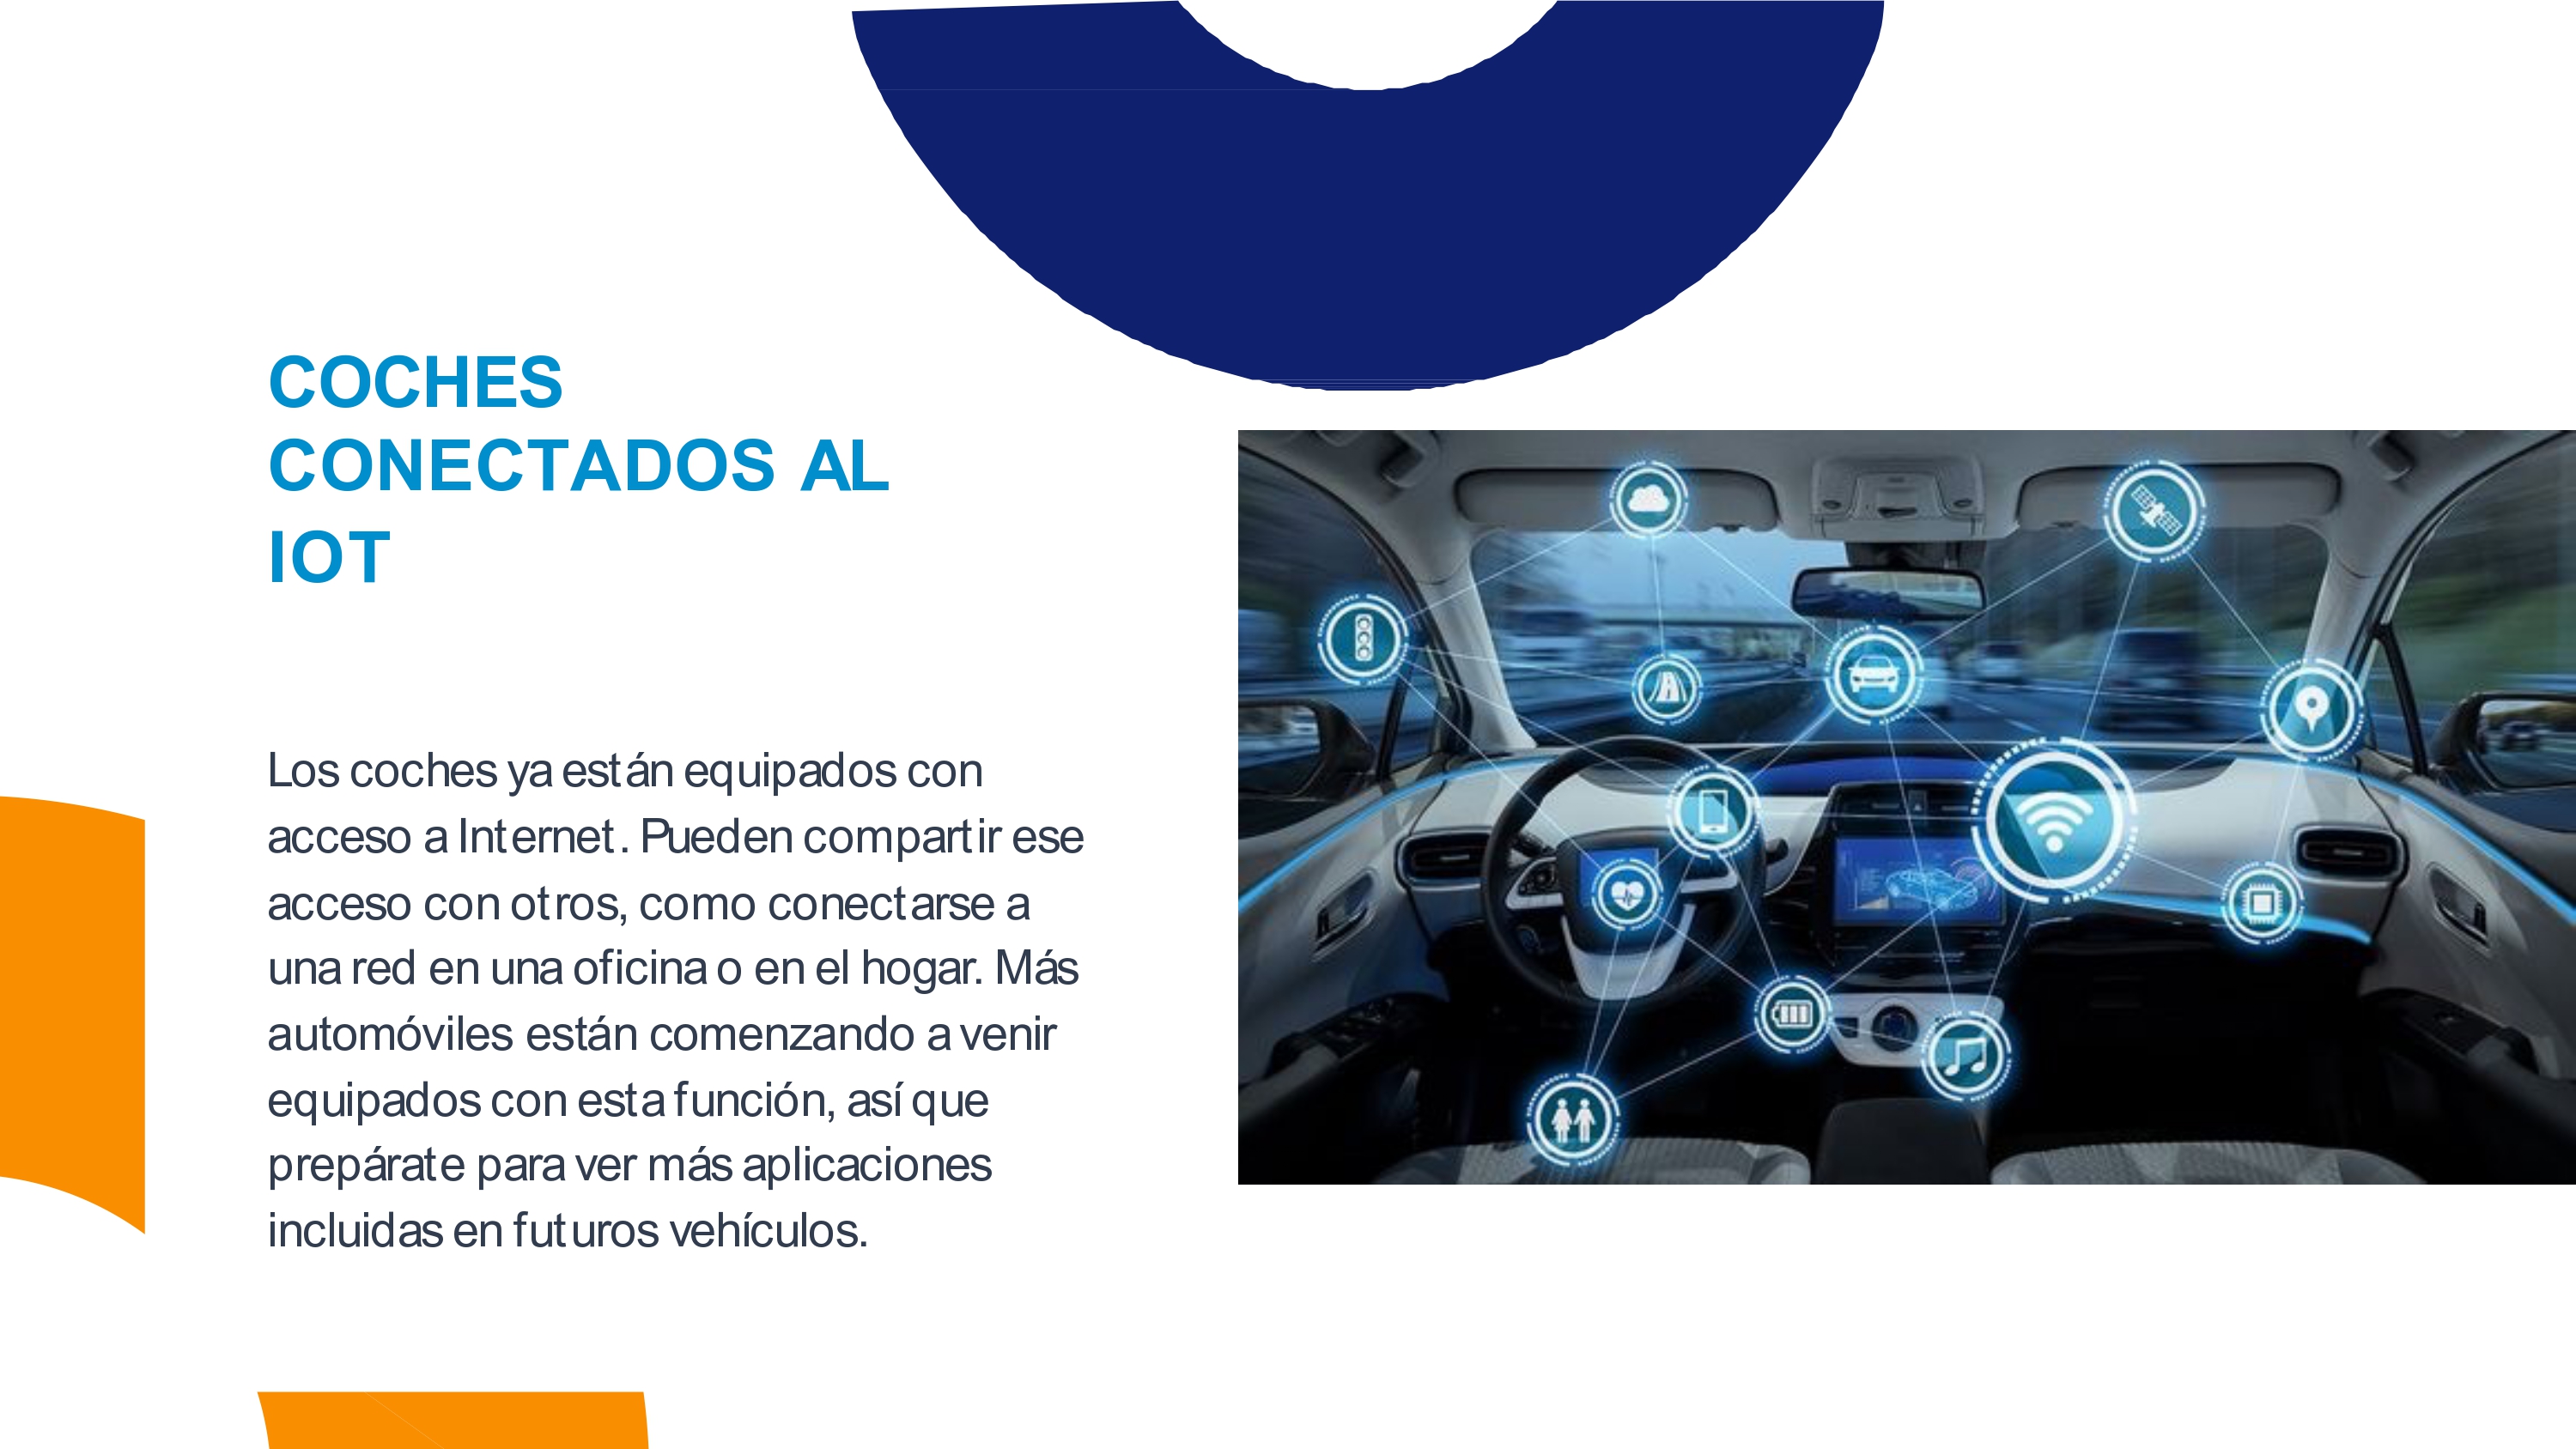 COCHES
CONECTADOS AL
IOT
Los coches ya están equipados con
acceso a Internet. Pueden compartir ese
acceso con otros, como conectarse a
una red en una oficina o en el hogar. Más
automóviles están comenzando a venir
equipados con esta función, así que
prepárate para ver más aplicaciones
incluidas en futuros vehículos.